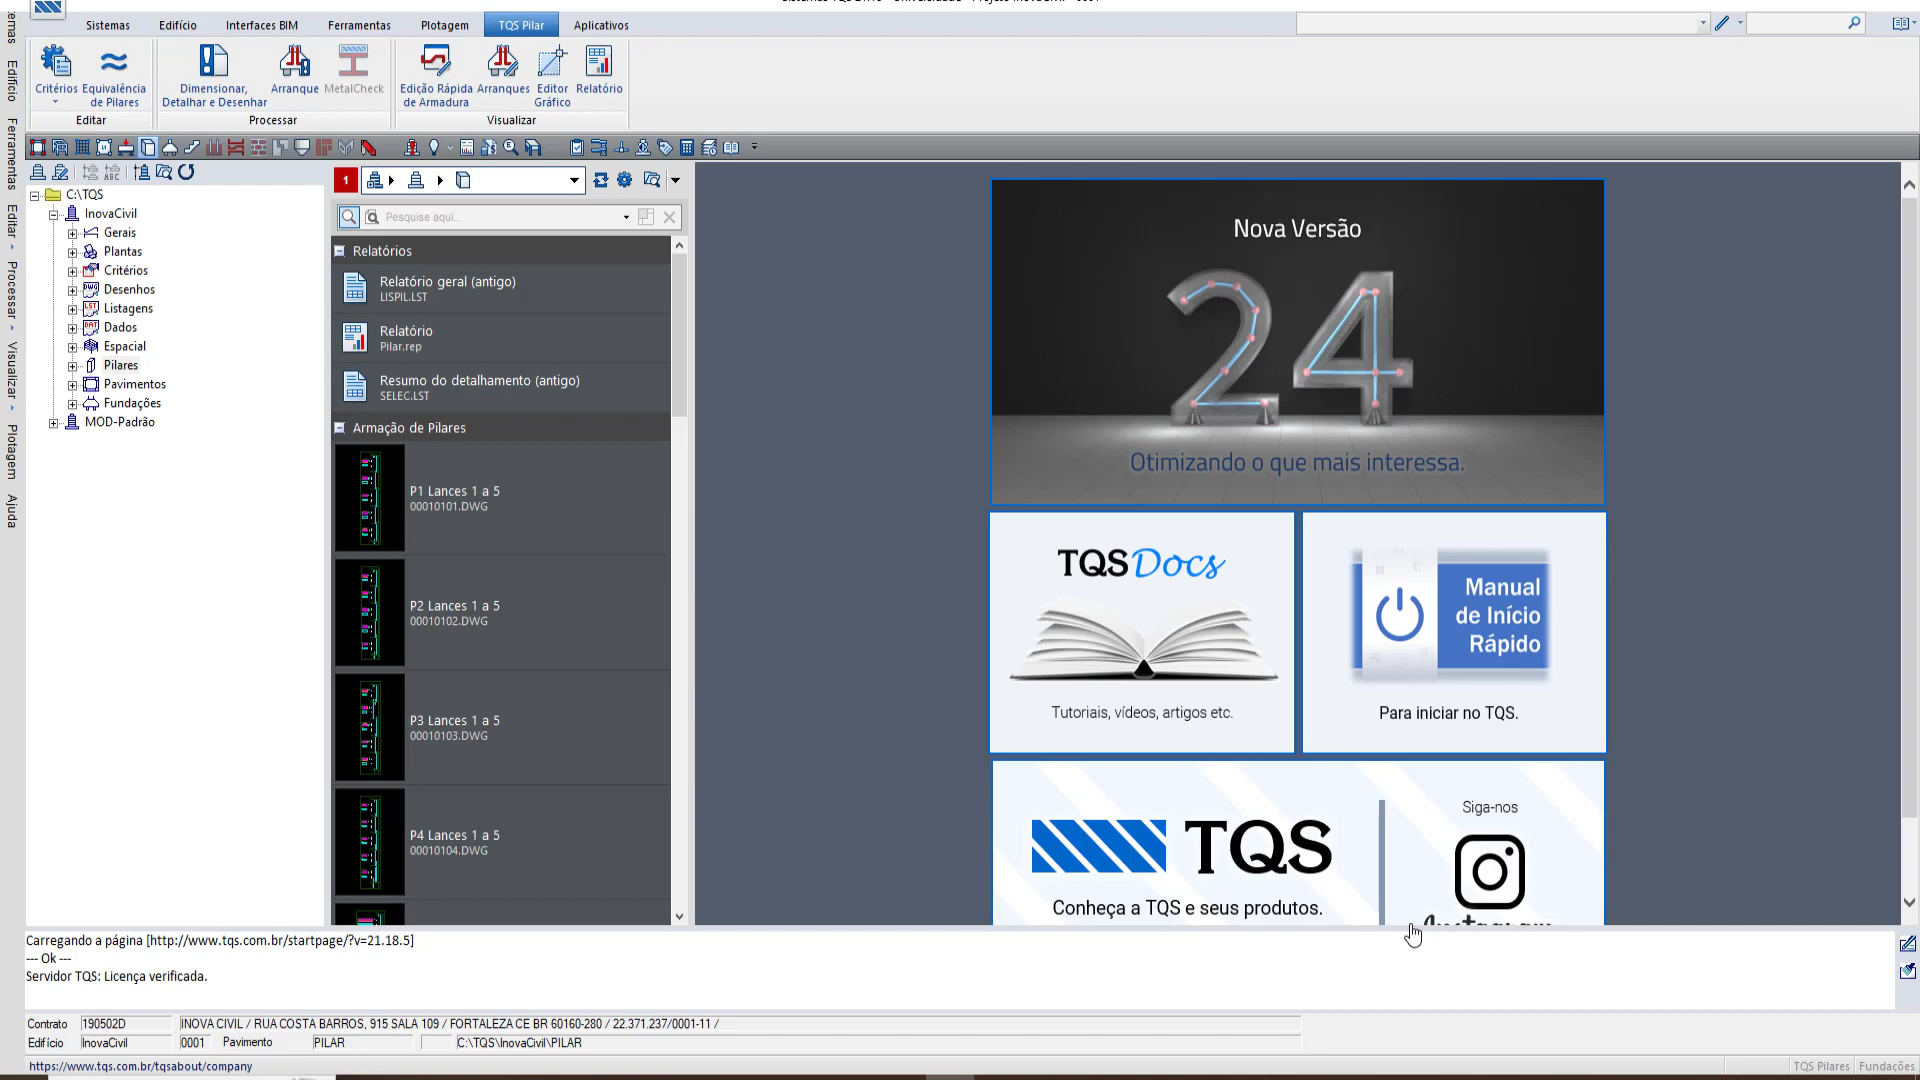 Sistemas
Edifício
Interfaces BIM
Ferramentas
Plotagem
TQS Pilar
Aplicativos
Critérios
Equivalência
de Pilares
Dimensionar,
Detalhar e Desenhar
Arranque
MetalCheck
Edição Rápida
de Armadura
Arranques
Editor
Gráfico
Relatório
Editar
Processar
Visualizar
Edifício
Ferramentas
Editar
Processar
Visualizar
Plotagem
Ajuda
C:\TQS
InovaCivil
Gerais
Plantas
Critérios
DWG Desenhos
LST Listagens
DAT Dados
Espacial
Pilares
Pavimentos
Fundações
MOD-Padrão
1
Pesquise aqui...
Relatórios
Relatório geral (antigo)
LISPIL.LST
Relatório
Pilar.rep
Resumo do detalhamento (antigo)
SELEC.LST
Armação de Pilares
P1 Lances 1 a 5
00010101.DWG
P2 Lances 1 a 5
00010102.DWG
P3 Lances 1 a 5
00010103.DWG
P4 Lances 1 a 5
00010104.DWG
Nova Versão
24
Otimizando o que mais interessa.
TQS Docs
Tutoriais, vídeos, artigos etc.
Manual
de Início
Rápido
Para iniciar no TQS.
TQS
Conheça a TQS e seus produtos.
Siga-nos
Carregando a página [http://www.tqs.com.br/startpage/?v=21.18.5]
--- Ok ---
Servidor TQS: Licença verificada.
Contrato 190502D INOVA CIVIL / RUA COSTA BARROS, 915 SALA 109 / FORTALEZA CE BR 60160-280 / 22.371.237/0001-11 /
Edifício InovaCivil 0001 Pavimento PILAR C:\TQS\InovaCivil\PILAR
https://www.tqs.com.br/tqsabout/company
TQS Pilares Fundações